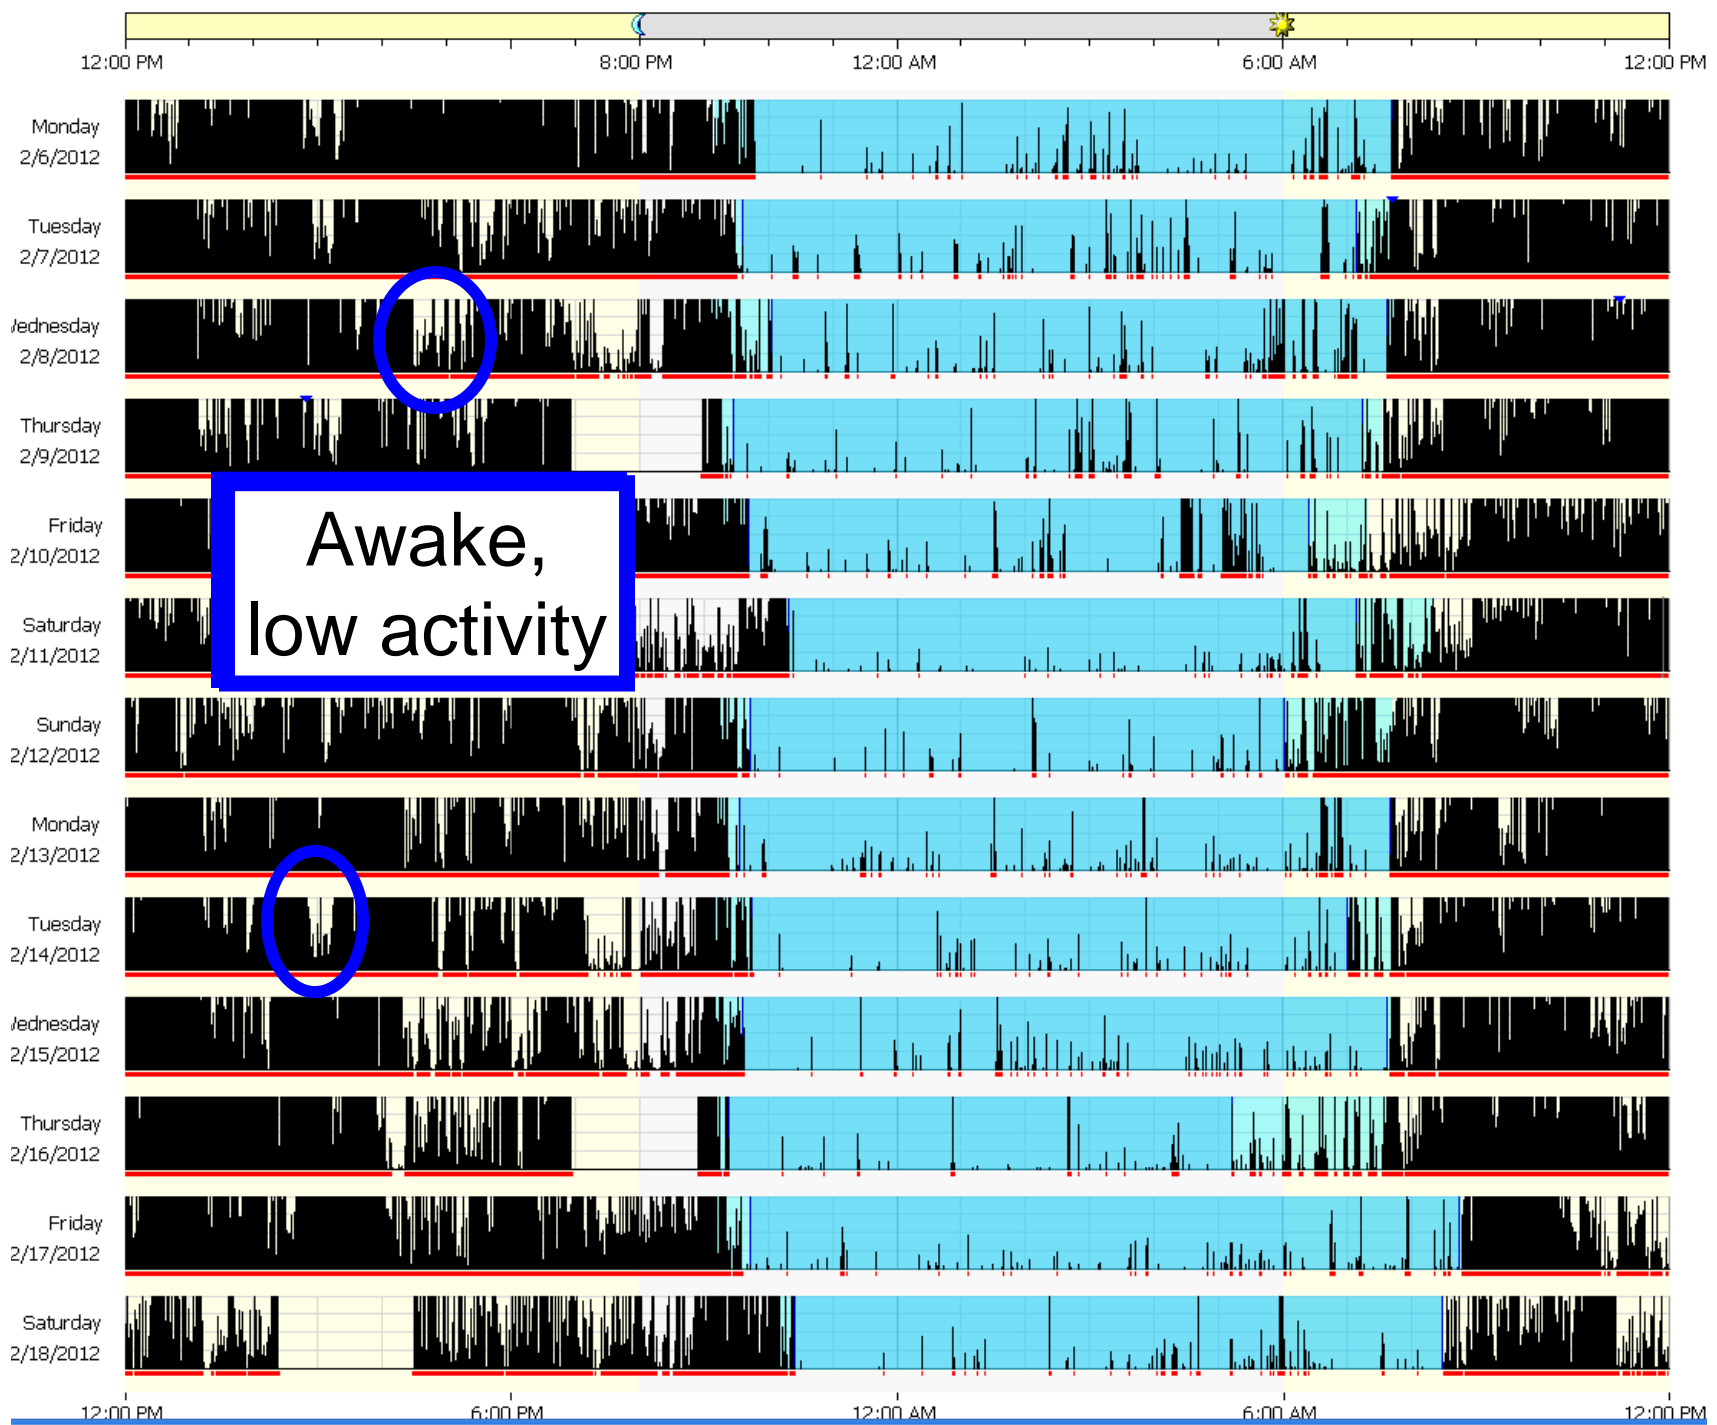 12:00 PM 8:00 PM 12:00 AM 6:00 AM 12:00 PM
Monday
2/6/2012
Tuesday
2/7/2012
Wednesday
2/8/2012
Thursday
2/9/2012
Friday
2/10/2012
Awake,
low activity
Saturday
2/11/2012
Sunday
2/12/2012
Monday
2/13/2012
Tuesday
2/14/2012
Wednesday
2/15/2012
Thursday
2/16/2012
Friday
2/17/2012
Saturday
2/18/2012
12:00 PM 6:00 PM 12:00 AM 6:00 AM 12:00 PM